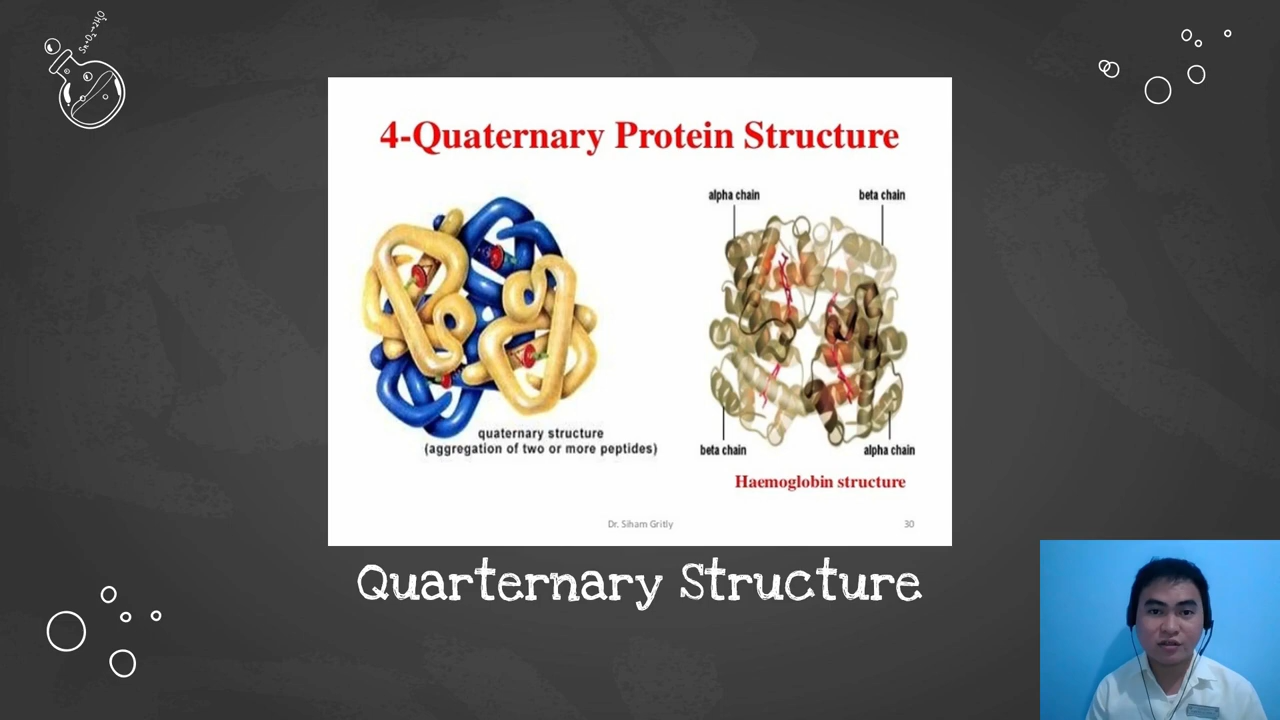 4-Quaternary Protein Structure
alpha chain
beta chain
quaternary structure
(aggregation of two or more peptides)
beta chain
alpha chain
Haemoglobin structure
Dr. Siham Gritly
30
Quarternary Structure